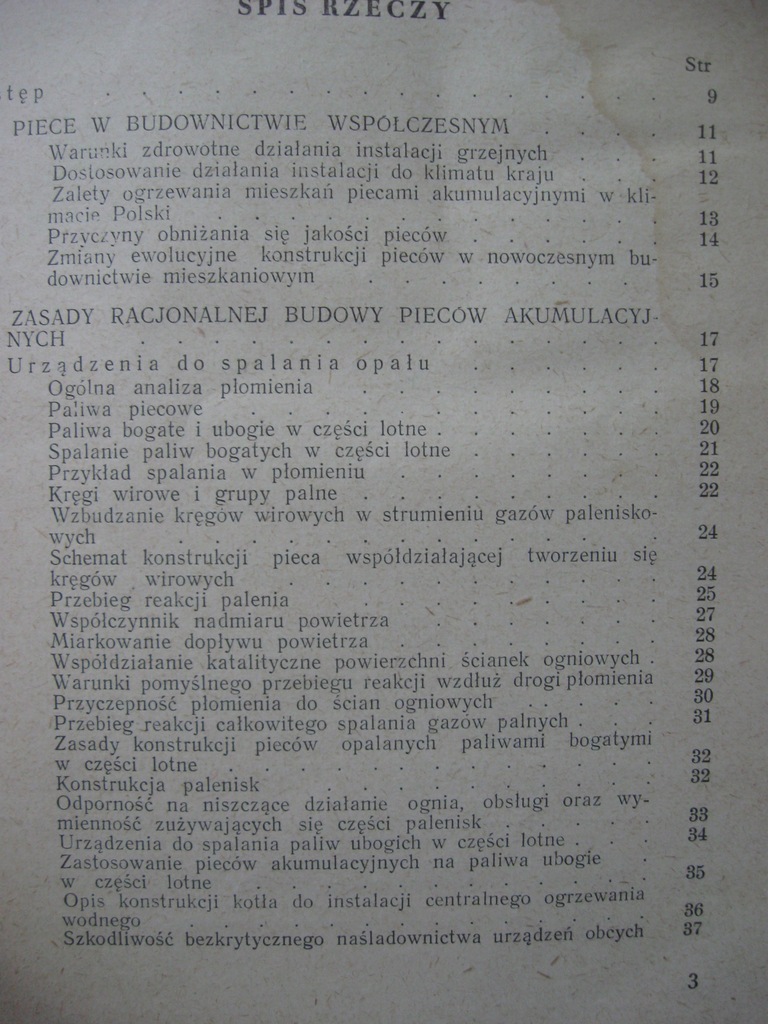 SPIS RZECZY
Str
tęp . . . . . . . . . . . . . . . 9
PIECE W BUDOWNICTWIE WSPÓŁCZESNYM . . . . 11
Warunki zdrowotne działania instalacji grzejnych . . . 11
Dostosowanie działania instalacji do klimatu kraju . . . 12
Zalety ogrzewania mieszkań piecami akumulacyjnymi w kli-
macie Polski . . . . . . . . . . . . 13
Przyczyny obniżania się jakości pieców . . . . . . 14
Zmiany ewolucyjne konstrukcji pieców w nowoczesnym bu-
downictwie mieszkaniowym . . . . . . . . 15
ZASADY RACJONALNEJ BUDOWY PIECÓW AKUMULACYJ-
NYCH . . . . . . . . . . . . . . 17
Urządzenia do spalania opału . . . . . . 17
Ogólna analiza płomienia . . . . . . . . 18
Paliwa piecowe . . . . . . . . . . . 19
Paliwa bogate i ubogie w części lotne . . . . . . . 20
Spalanie paliw bogatych w części lotne . . . . . . 21
Przykład spalania w płomieniu . . . . . . . 22
Kręgi wirowe i grupy palne . . . . . . . . 22
Wzbudzanie kręgów wirowych w strumieniu gazów palenisko-
wych . . . . . . . . . . . . . . 24
Schemat konstrukcji pieca współdziałającej tworzeniu się
kręgów wirowych . . . . . . . . . . 24
Przebieg reakcji palenia . . . . . . . . . 25
Współczynnik nadmiaru powietrza . . . . . . 27
Miarkowanie dopływu powietrza . . . . . . . 28
Współdziałanie katalityczne powierzchni ścianek ogniowych . 28
Warunki pomyślnego przebiegu reakcji wzdłuż drogi płomienia 29
Przyczepność płomienia do ścian ogniowych . . . . . 30
Przebieg reakcji całkowitego spalania gazów palnych . . . 31
Zasady konstrukcji pieców opalanych paliwami bogatymi
w części lotne . . . . . . . . . . . . 32
Konstrukcja palenisk . . . . . . . . . 32
Odporność na niszczące działanie ognia, obsługi oraz wy-
mienność zużywających się części palenisk . . . . . 33
Urządzenia do spalania paliw ubogich w części lotne . . . 34
Zastosowanie pieców akumulacyjnych na paliwa ubogie .
w części lotne . . . . . . . . . . . 35
Opis konstrukcji kotła do instalacji centralnego ogrzewania
wodnego . . . . . . . . . . . . . 36
Szkodliwość bezkrytycznego naśladownictwa urządzeń obcych 37
3